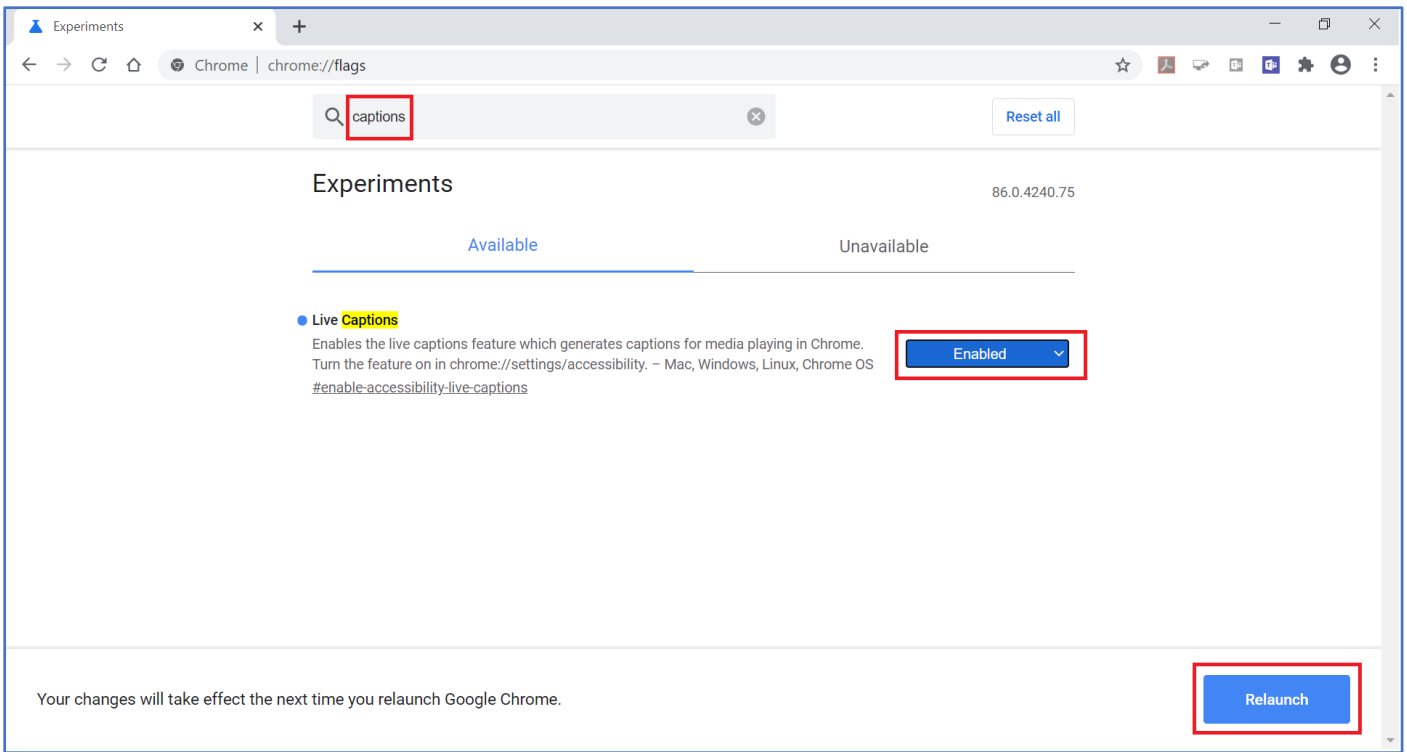 Experiments
Chrome | chrome://flags
captions
Reset all
Experiments
86.0.4240.75
Available
Unavailable
Live Captions
Enables the live captions feature which generates captions for media playing in Chrome.
Turn the feature on in chrome://settings/accessibility. – Mac, Windows, Linux, Chrome OS
#enable-accessibility-live-captions
Enabled
Your changes will take effect the next time you relaunch Google Chrome.
Relaunch